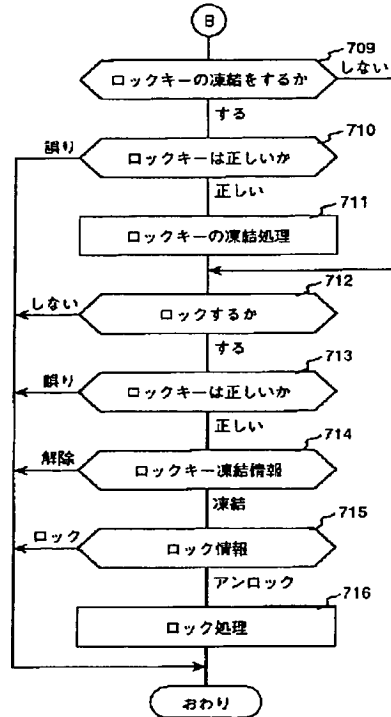 B
709
ロックキーの凍結をするか
しない
する
710
誤り
ロックキーは正しいか
正しい
711
ロックキーの凍結処理
712
しない
ロックするか
する
713
誤り
ロックキーは正しいか
正しい
714
解除
ロックキー凍結情報
凍結
715
ロック
ロック情報
アンロック
716
ロック処理
おわり